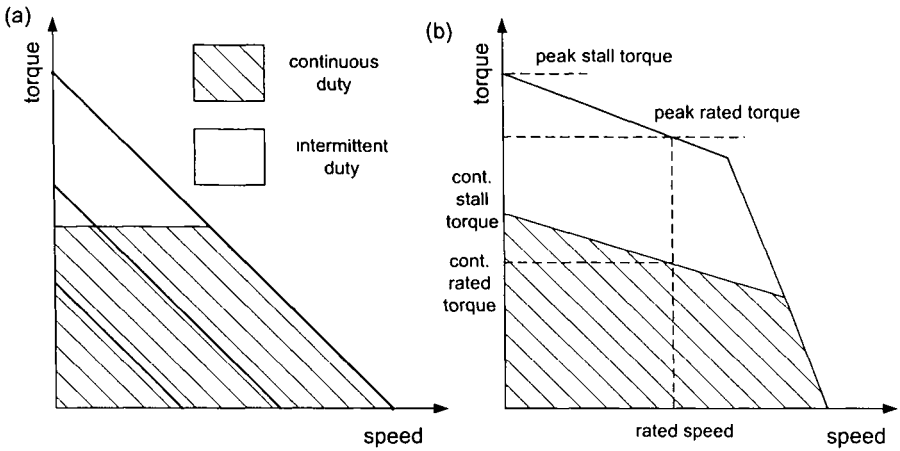 (a)
torque
continuous
duty
intermittent
duty
speed
(b)
torque
peak stall torque
peak rated torque
cont.
stall
torque
cont.
rated
torque
rated speed
speed